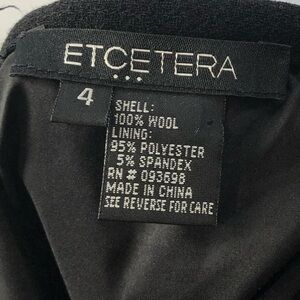 ETCETERA
4
SHELL:
100% WOOL
LINING:
95% POLYESTER
5% SPANDEX
RN # 093698
MADE IN CHINA
SEE REVERSE FOR CARE